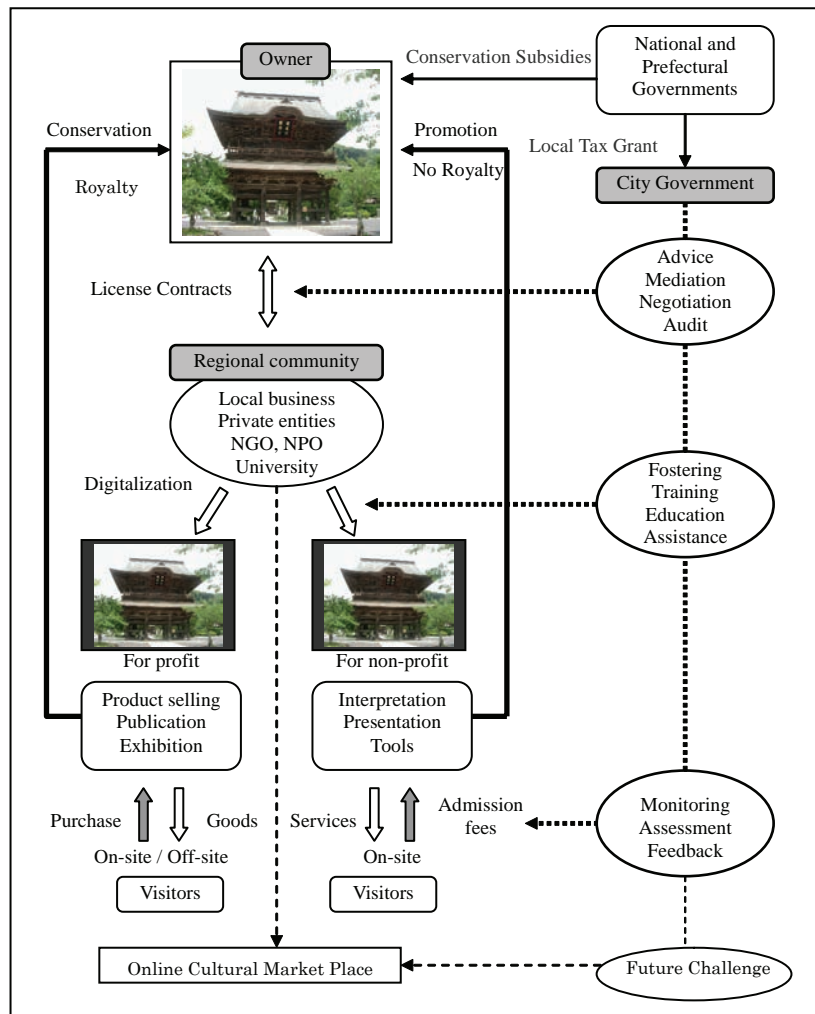 Owner
Conservation Subsidies
National and
Prefectural
Governments
Conservation
Promotion
Royalty
No Royalty
Local Tax Grant
City Government
License Contracts
Advice
Mediation
Negotiation
Audit
Regional community
Local business
Private entities
NGO, NPO
University
Digitalization
Fostering
Training
Education
Assistance
For profit
For non-profit
Product selling
Publication
Exhibition
Interpretation
Presentation
Tools
Purchase
Goods
Services
Admission
fees
Monitoring
Assessment
Feedback
On-site / Off-site
On-site
Visitors
Visitors
Online Cultural Market Place
Future Challenge